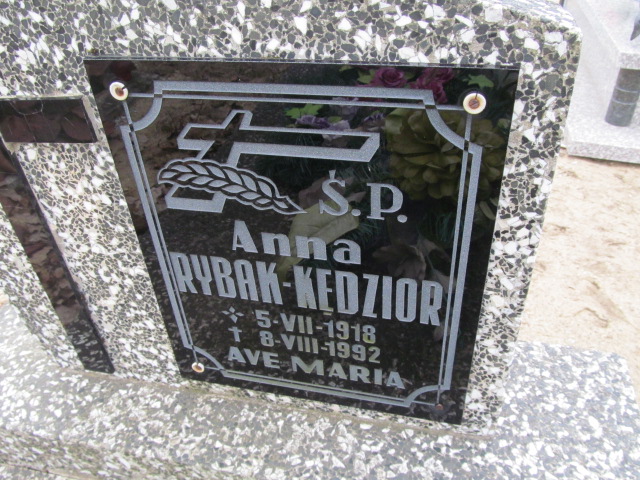 Ś.P.
Anna
RYBAK-KĘDZIOR
5-VII-1918
8-VIII-1992
AVE MARIA